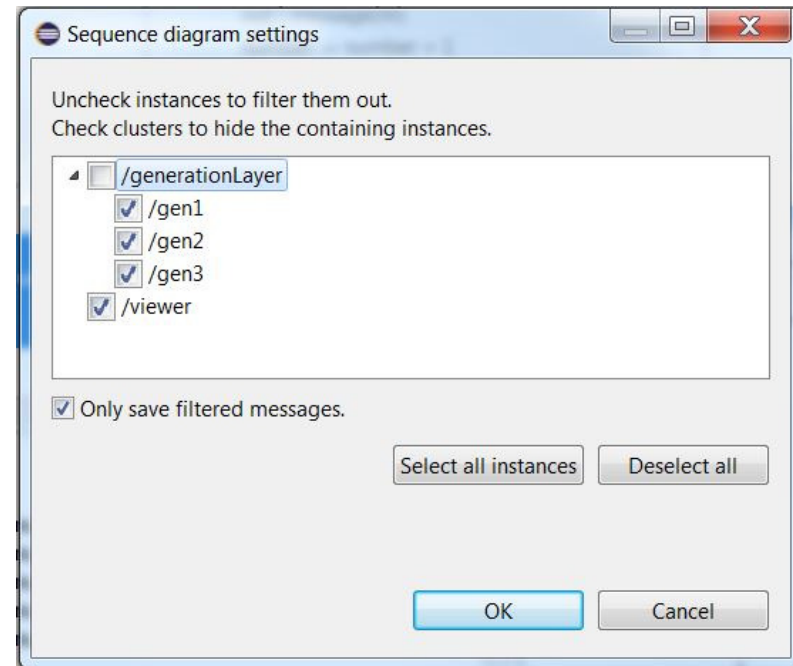 Sequence diagram settings
Uncheck instances to filter them out.
Check clusters to hide the containing instances.
/generationLayer
/gen1
/gen2
/gen3
/viewer
Only save filtered messages.
Select all instances
Deselect all
OK
Cancel